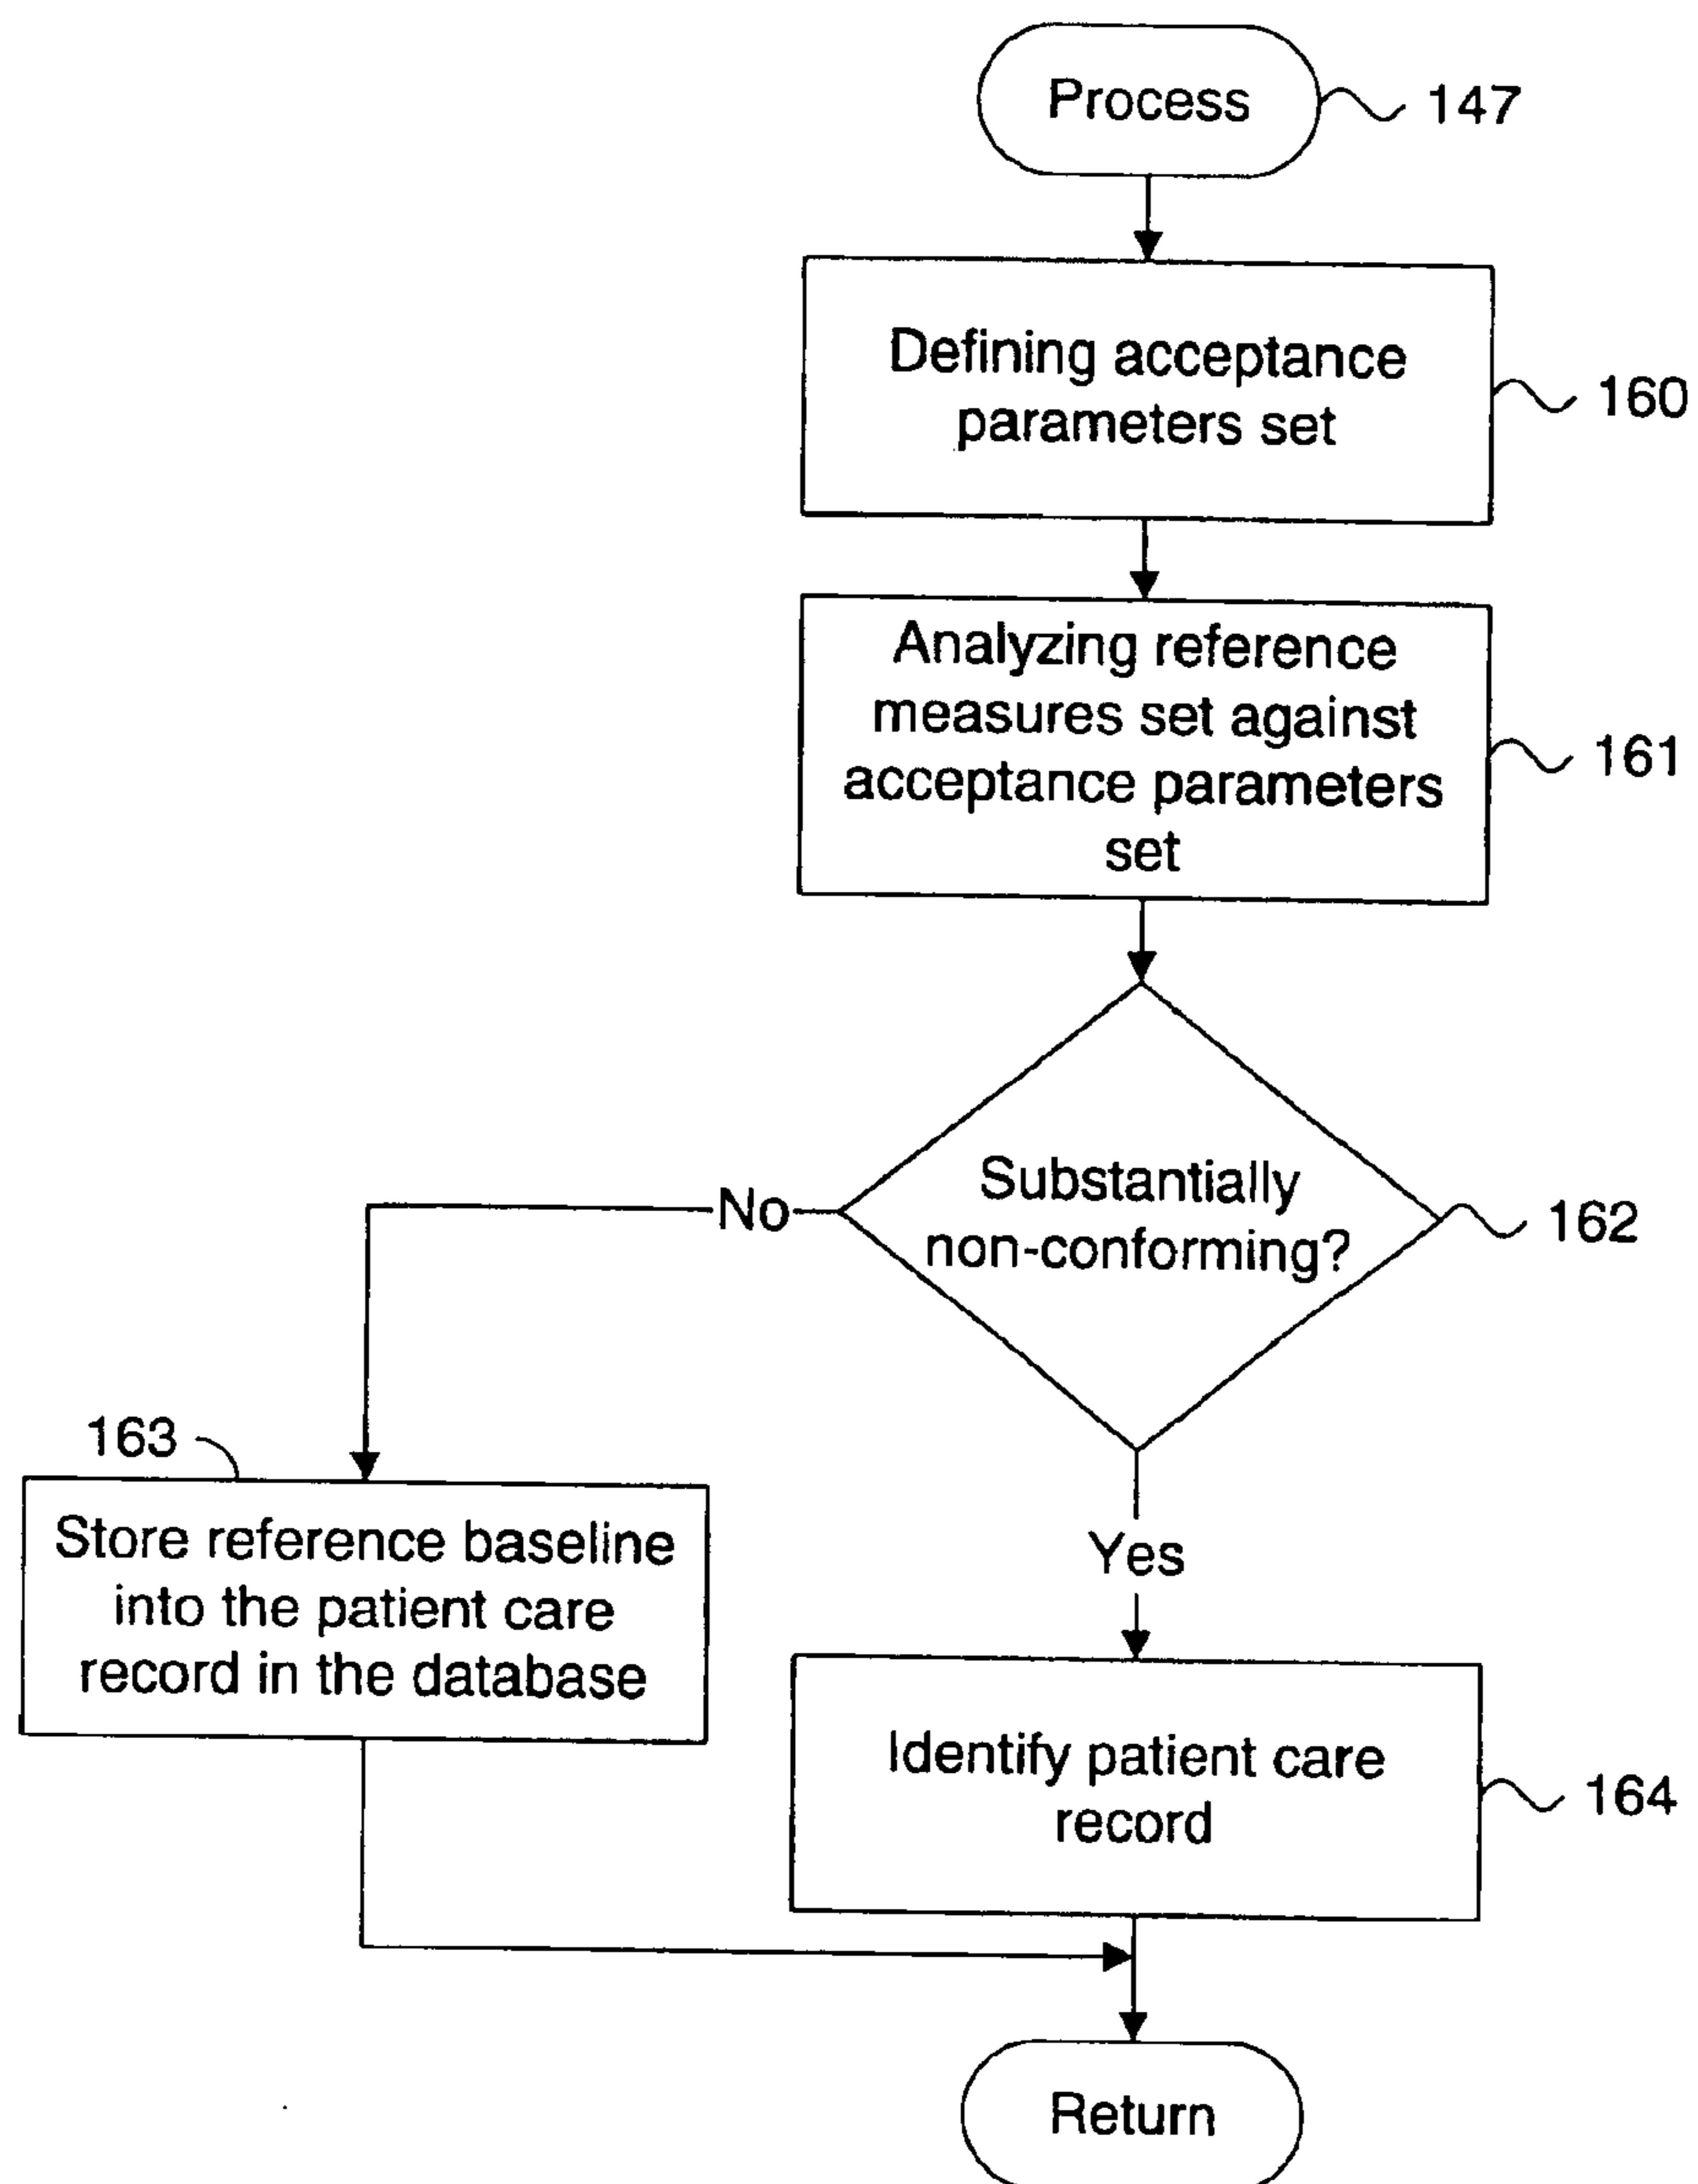 Process
147
Defining acceptance
parameters set
160
Analyzing reference
measures set against
acceptance parameters
set
161
Substantially
non-conforming?
162
No
Yes
163
Store reference baseline
into the patient care
record in the database
Identify patient care
record
164
Return